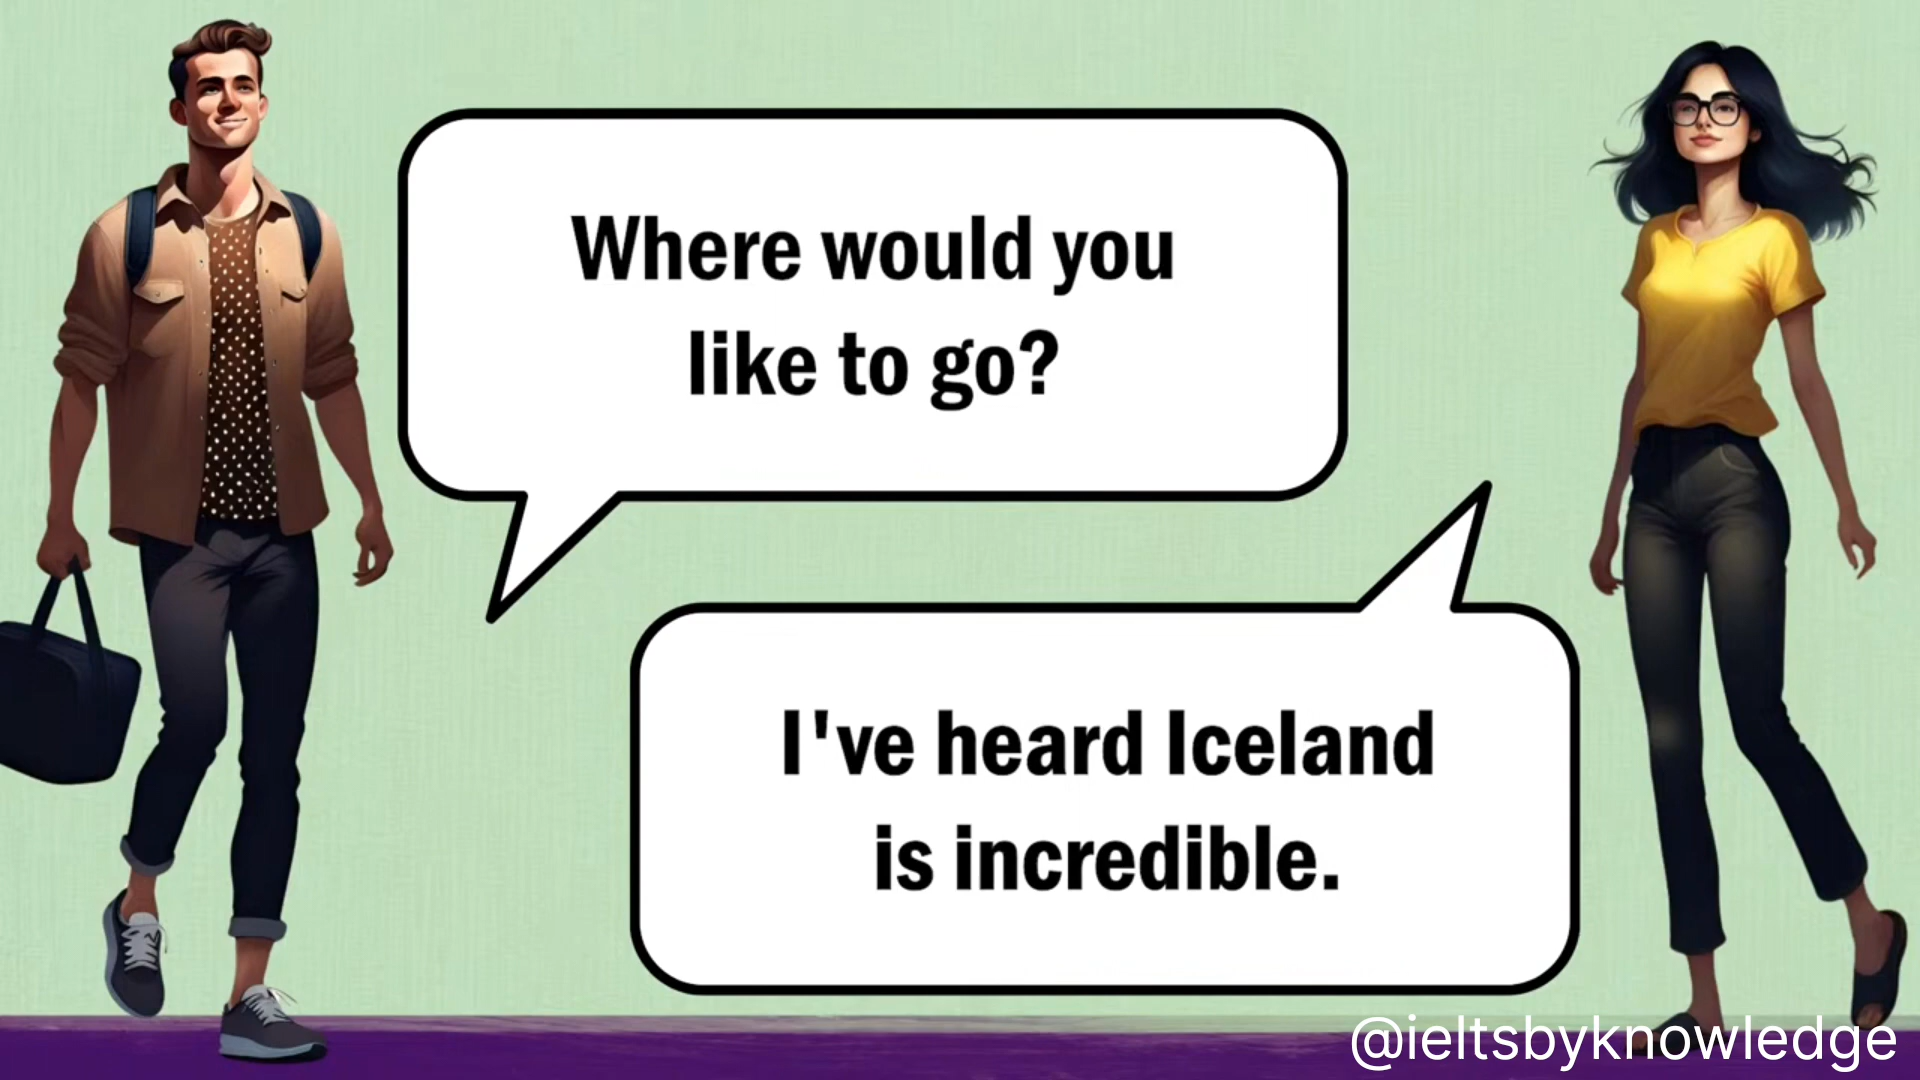 Where would you
like to go?
I've heard Iceland
is incredible.
@ieltsbyknowledge